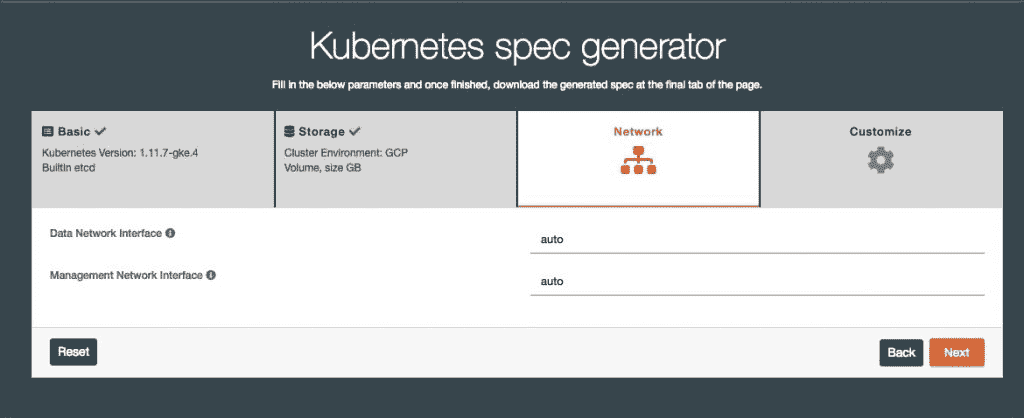 Kubernetes spec generator
Fill in the below parameters and once finished, download the generated spec at the final tab of the page.
Basic
Kubernetes Version: 1.11.7-gke.4
Builtin etcd
Storage
Cluster Environment: GCP
Volume, size GB
Network
Customize
Data Network Interface
auto
Management Network Interface
auto
Reset
Back
Next